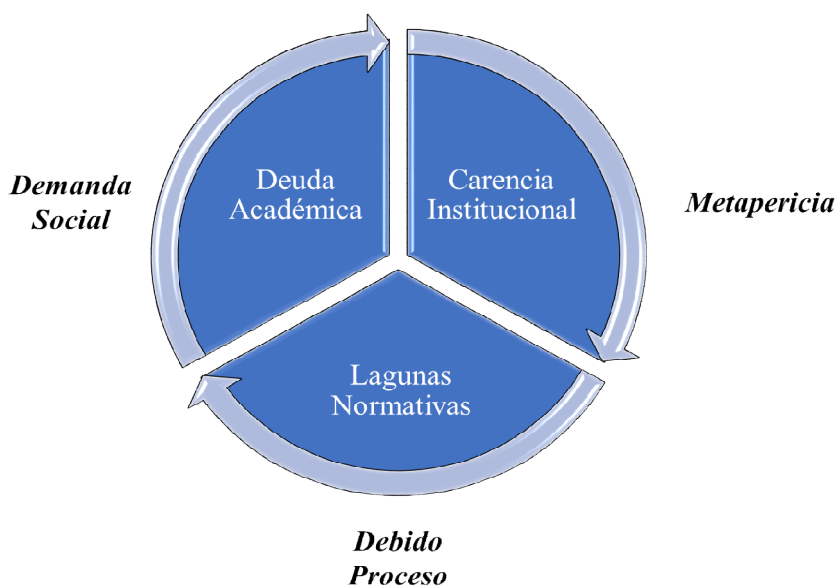 Demanda
Social
Deuda
Académica
Carencia
Institucional
Metapericia
Lagunas
Normativas
Debido
Proceso